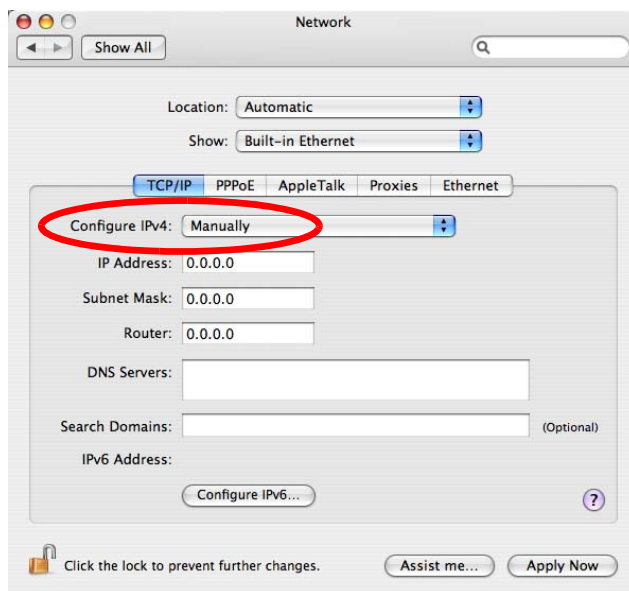 Network
Show All
Location: Automatic
Show: Built-in Ethernet
TCP/IP PPPoE AppleTalk Proxies Ethernet
Configure IPv4: Manually
IP Address: 0.0.0.0
Subnet Mask: 0.0.0.0
Router: 0.0.0.0
DNS Servers:
Search Domains: (Optional)
IPv6 Address:
Configure IPv6...
?
Click the lock to prevent further changes. Assist me... Apply Now